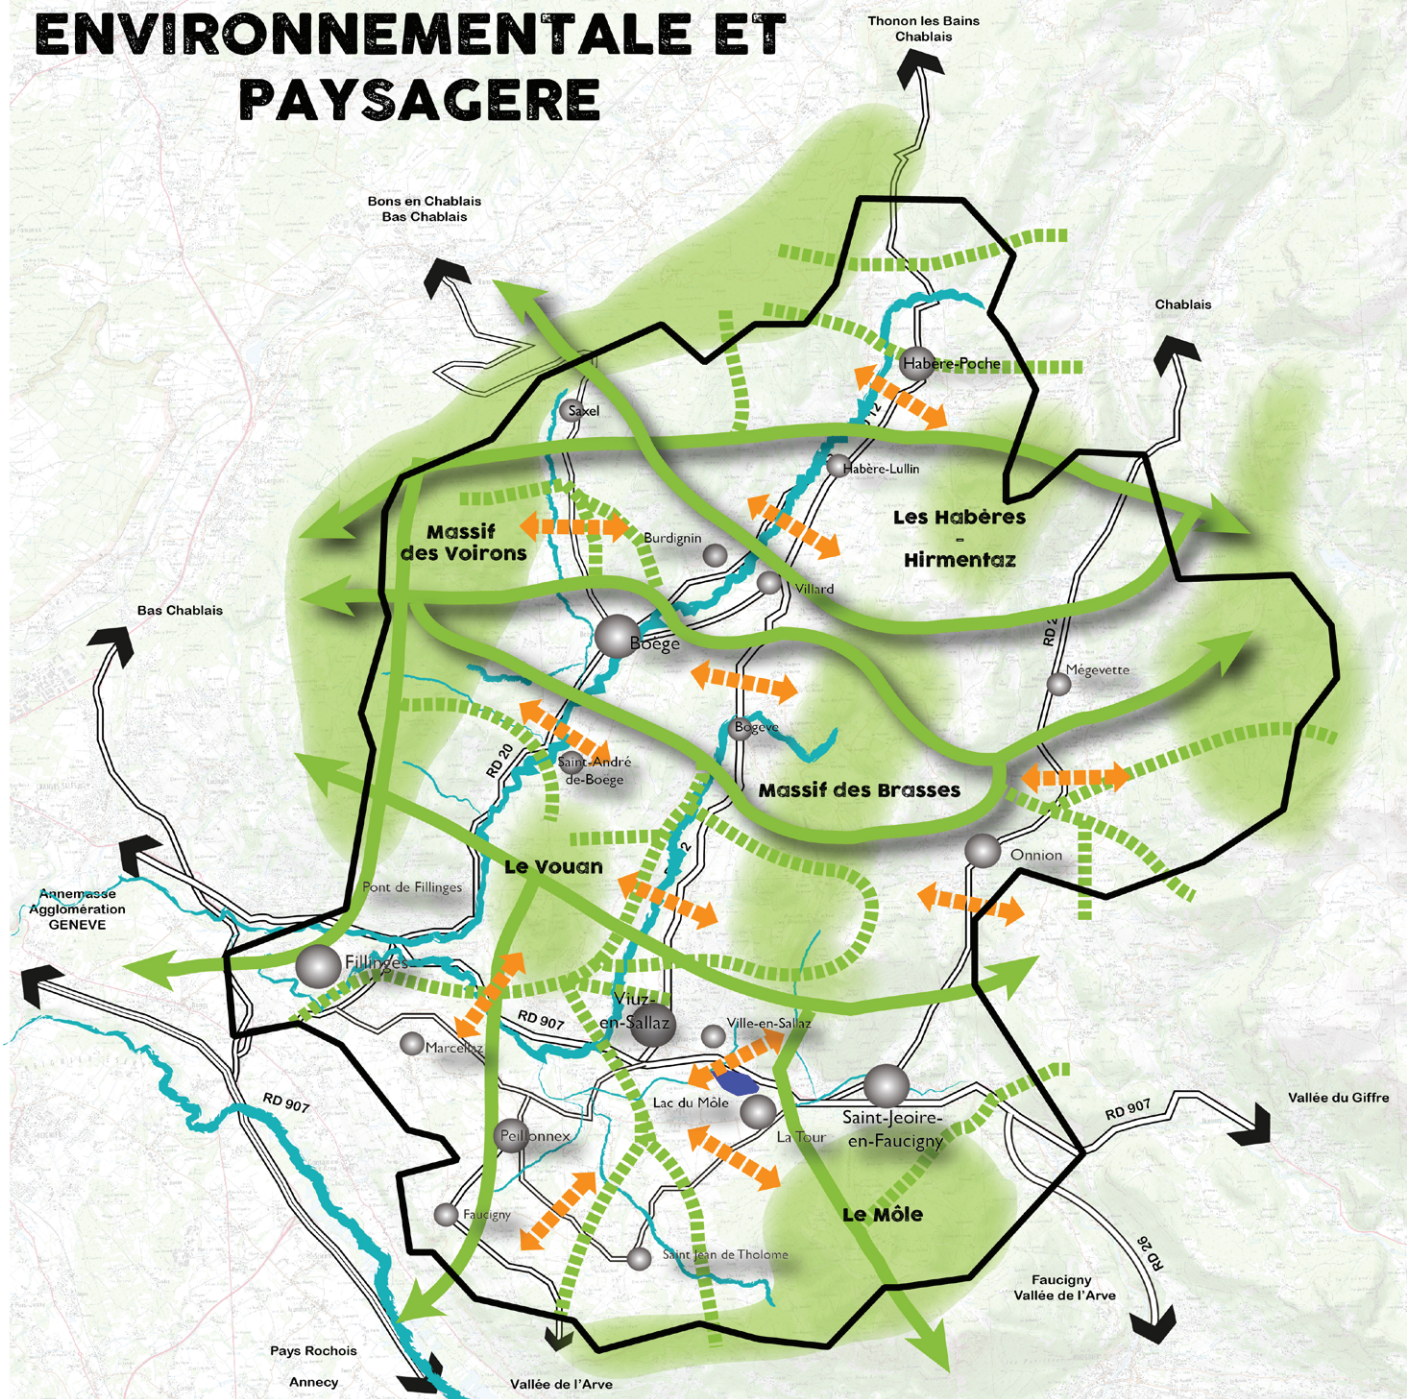 ENVIRONNEMENTALE ET
PAYSAGERE
Thonon les Bains
Chablais
Bons en Chablais
Bas Chablais
Chablais
Habère-Poche
Saxel
Habère-Lullin
Massif
des Voirons
Les Habères
-
Hirmentaz
Burdignin
Villard
Bas Chablais
Boëge
Mégevette
Bogève
RD 20
Saint-André
de-Boëge
Massif des Brasses
Le Vouan
Onnion
Pont de Fillinges
Annemasse
Agglomération
GENEVE
Fillinges
Viuz-
en-Sallaz
RD 907
Ville-en-Sallaz
Marcellaz
Lac du Môle
La Tour
Saint-Jeoire-
en-Faucigny
RD 907
RD 907
Vallée du Giffre
Peillonnex
Faucigny
Le Môle
Saint Jean de Tholome
RD 26
Faucigny
Vallée de l'Arve
Pays Rochois
Annecy
Vallée de l'Arve